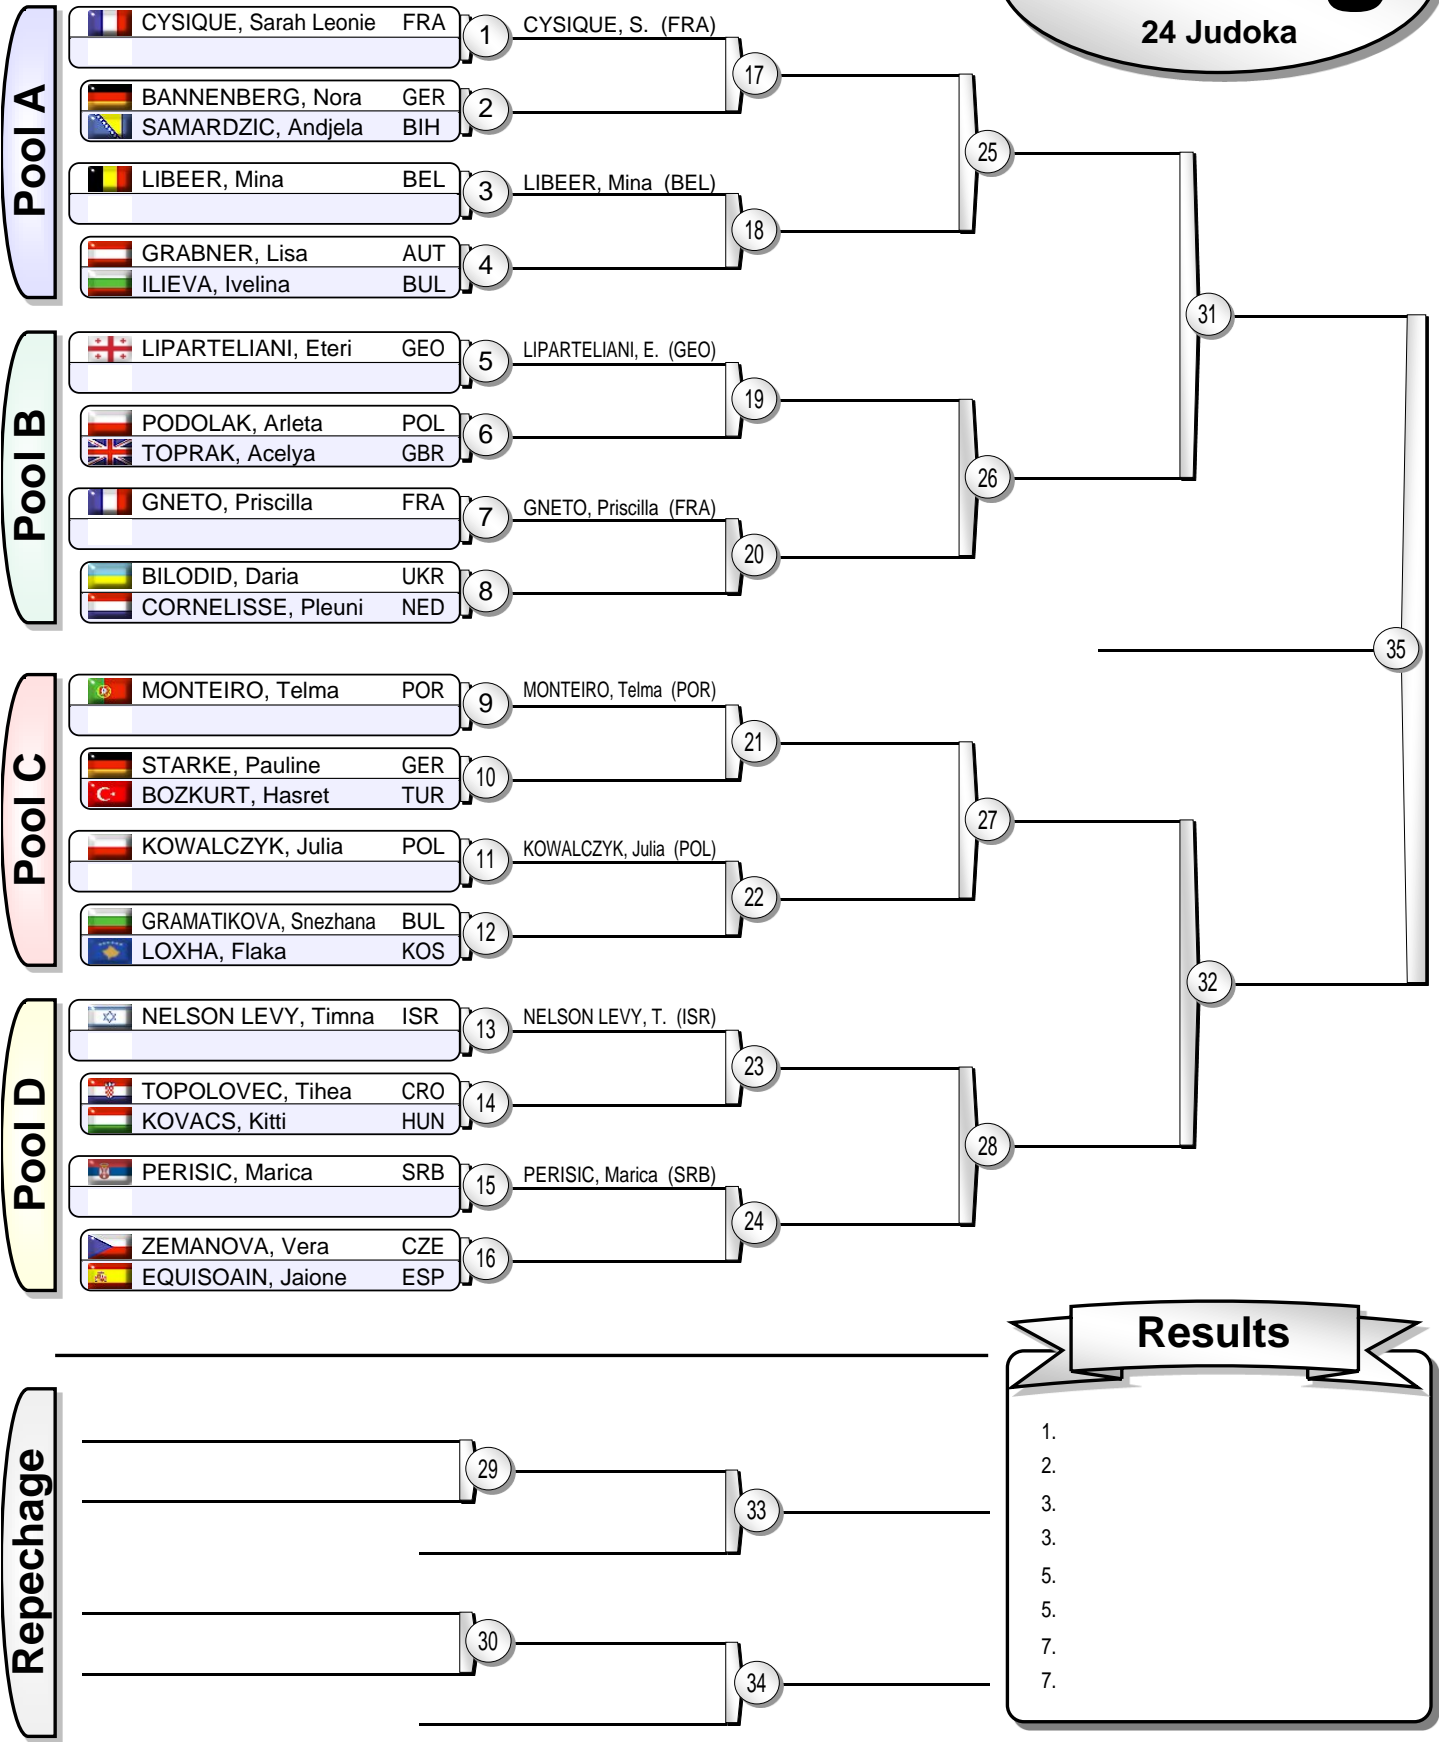 24 Judoka
Pool A
CYSIQUE, Sarah Leonie FRA 1 CYSIQUE, S. (FRA)
17
BANNENBERG, Nora GER
2
SAMARDZIC, Andjela BIH
25
LIBEER, Mina BEL 3 LIBEER, Mina (BEL)
18
GRABNER, Lisa AUT
4
ILIEVA, Ivelina BUL
31
Pool B
LIPARTELIANI, Eteri GEO 5 LIPARTELIANI, E. (GEO)
19
PODOLAK, Arleta POL
6
TOPRAK, Acelya GBR
26
GNETO, Priscilla FRA 7 GNETO, Priscilla (FRA)
20
BILODID, Daria UKR
8
CORNELISSE, Pleuni NED
35
Pool C
MONTEIRO, Telma POR 9 MONTEIRO, Telma (POR)
21
STARKE, Pauline GER
10
BOZKURT, Hasret TUR
27
KOWALCZYK, Julia POL 11 KOWALCZYK, Julia (POL)
22
GRAMATIKOVA, Snezhana BUL
12
LOXHA, Flaka KOS
32
Pool D
NELSON LEVY, Timna ISR 13 NELSON LEVY, T. (ISR)
23
TOPOLOVEC, Tihea CRO
14
KOVACS, Kitti HUN
28
PERISIC, Marica SRB 15 PERISIC, Marica (SRB)
24
ZEMANOVA, Vera CZE
16
EQUISOAIN, Jaione ESP
Repechage
29
33
30
34
Results
1.
2.
3.
3.
5.
5.
7.
7.